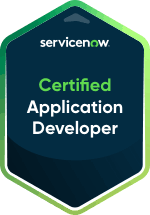 servicenow.
Certified
Application
Developer